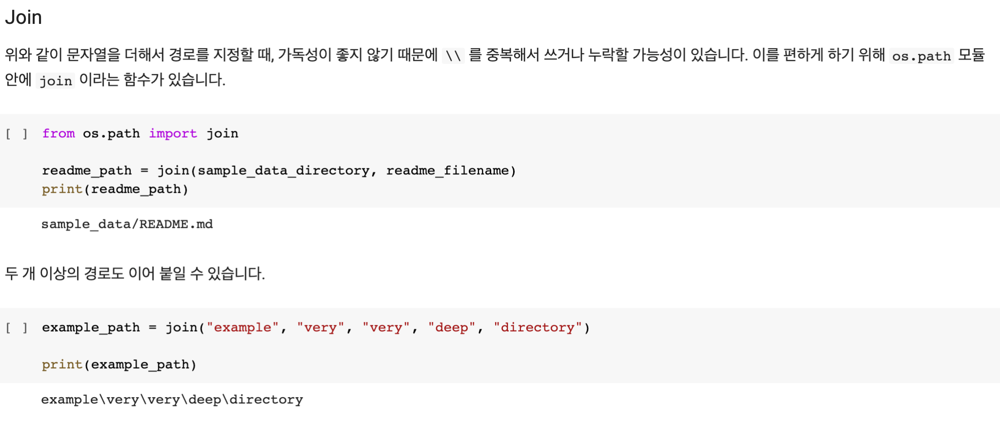 Join
위와 같이 문자열을 더해서 경로를 지정할 때, 가독성이 좋지 않기 때문에 \\ 를 중복해서 쓰거나 누락할 가능성이 있습니다. 이를 편하게 하기 위해 os.path 모듈
안에 join 이라는 함수가 있습니다.
[ ] from os.path import join
readme_path = join(sample_data_directory, readme_filename)
print(readme_path)
sample_data/README.md
두 개 이상의 경로도 이어 붙일 수 있습니다.
[ ] example_path = join("example", "very", "very", "deep", "directory")
print(example_path)
example\very\very\deep\directory